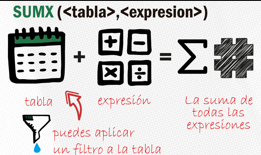 SUMX (<tabla>,<expresion>)
tabla
expresión
La suma de
todas las
expresiones
puedes aplicar
un filtro a la tabla